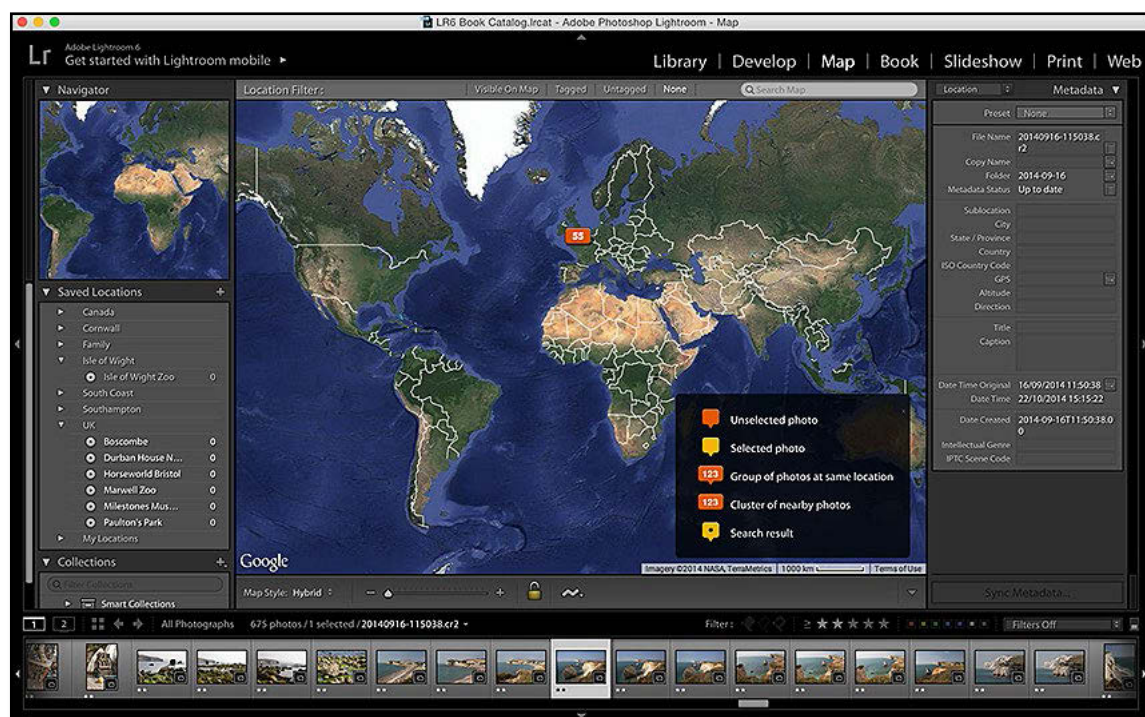 LR6 Book Catalog.lrcat - Adobe Photoshop Lightroom - Map
Lr
Adobe Lightroom 6
Get started with Lightroom mobile
Library | Develop | Map | Book | Slideshow | Print | Web
Navigator
Location Filter :
Visible On Map
Tagged
Untagged
None
Search Map
Location
Metadata
Preset None
File Name 20140916-115038.c
r2
Copy Name
Folder 2014-09-16
Metadata Status Up to date
Sublocation
City
State / Province
Country
ISO Country Code
GPS
Altitude
Direction
Title
Caption
Date Time Original 16/09/2014 11:50:38
Date Time 22/10/2014 15:15:22
Date Created 2014-09-16T11:50:38.0
0
Intellectual Genre
IPTC Scene Code
Sync Metadata...
55
Saved Locations +
Canada
Cornwall
Family
Isle of Wight
Isle of Wight Zoo 0
South Coast
Southampton
UK
Boscombe 0
Durban House N... 0
Horseworld Bristol 0
Marwell Zoo 0
Milestones Mus... 0
Paulton's Park 0
My Locations
Collections +
Filter Collections
Smart Collections
Unselected photo
Selected photo
123 Group of photos at same location
123 Cluster of nearby photos
Search result
Google
Imagery ©2014 NASA, TerraMetrics
1000 km
Terms of Use
Map Style: Hybrid - +
1 2
All Photographs
675 photos / 1 selected / 20140916-115038.cr2
Filter :
≥ ★★★★★
Filters Off